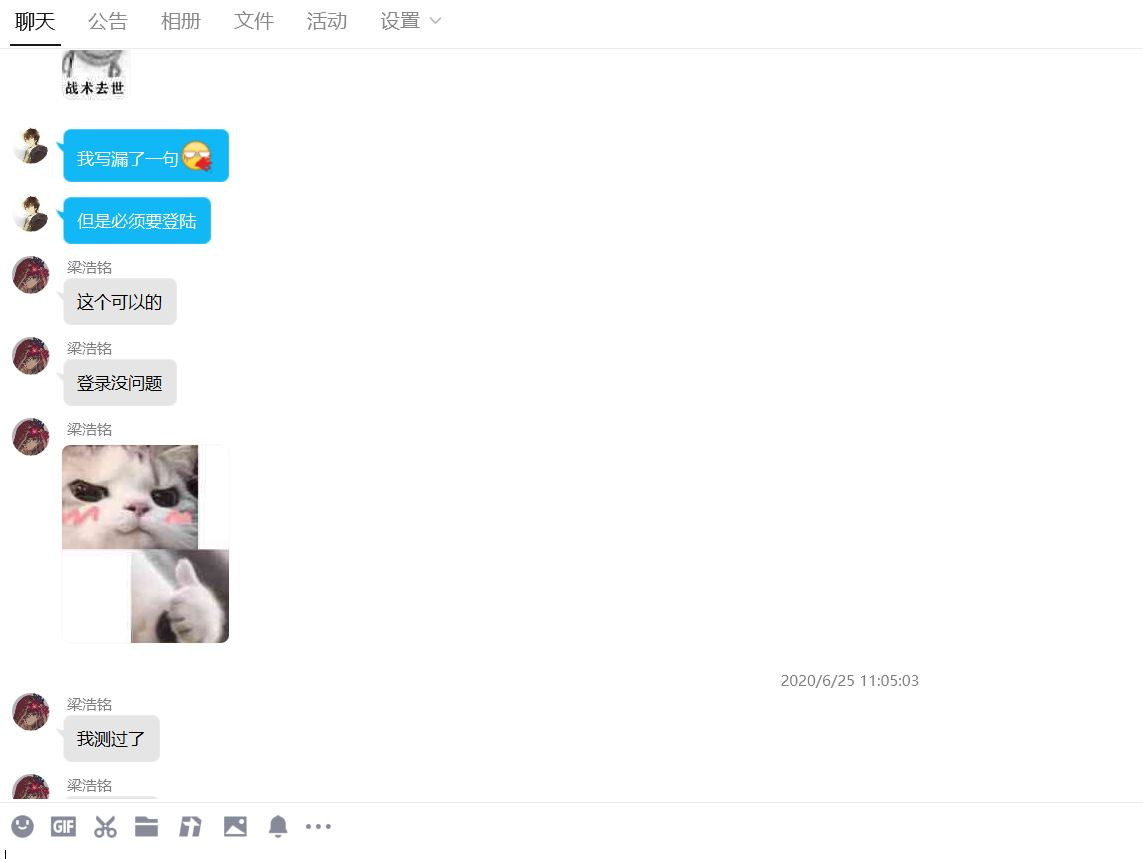 聊天 公告 相册 文件 活动 设置
战术去世
我写漏了一句
但是必须要登陆
梁浩铭
这个可以的
梁浩铭
登录没问题
梁浩铭
2020/6/25 11:05:03
梁浩铭
我测过了
梁浩铭
GIF